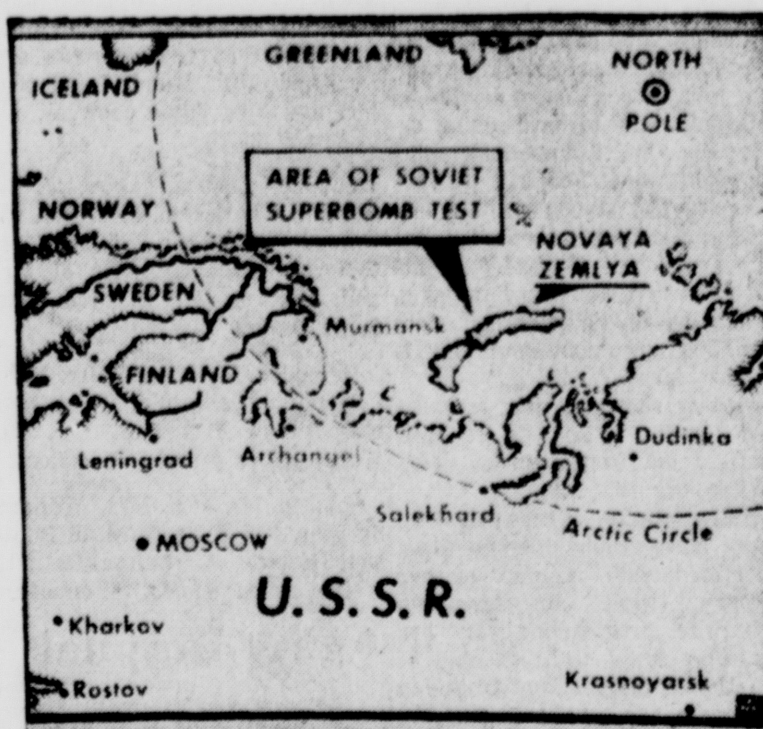 GREENLAND
NORTH
POLE
ICELAND
AREA OF SOVIET
SUPERBOMB TEST
NORWAY
NOVAYA
ZEMLYA
SWEDEN
Murmansk
FINLAND
Leningrad
Archangel
Dudinka
Salekhard
Arctic Circle
MOSCOW
U. S. S. R.
Kharkov
Rostov
Krasnoyarsk